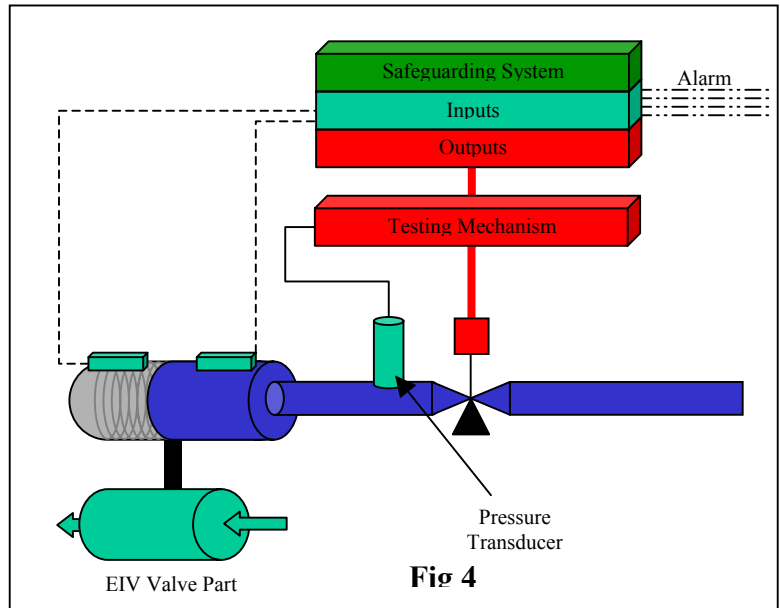 Safeguarding System
Alarm
Inputs
Outputs
Testing Mechanism
Pressure
Transducer
EIV Valve Part
Fig 4